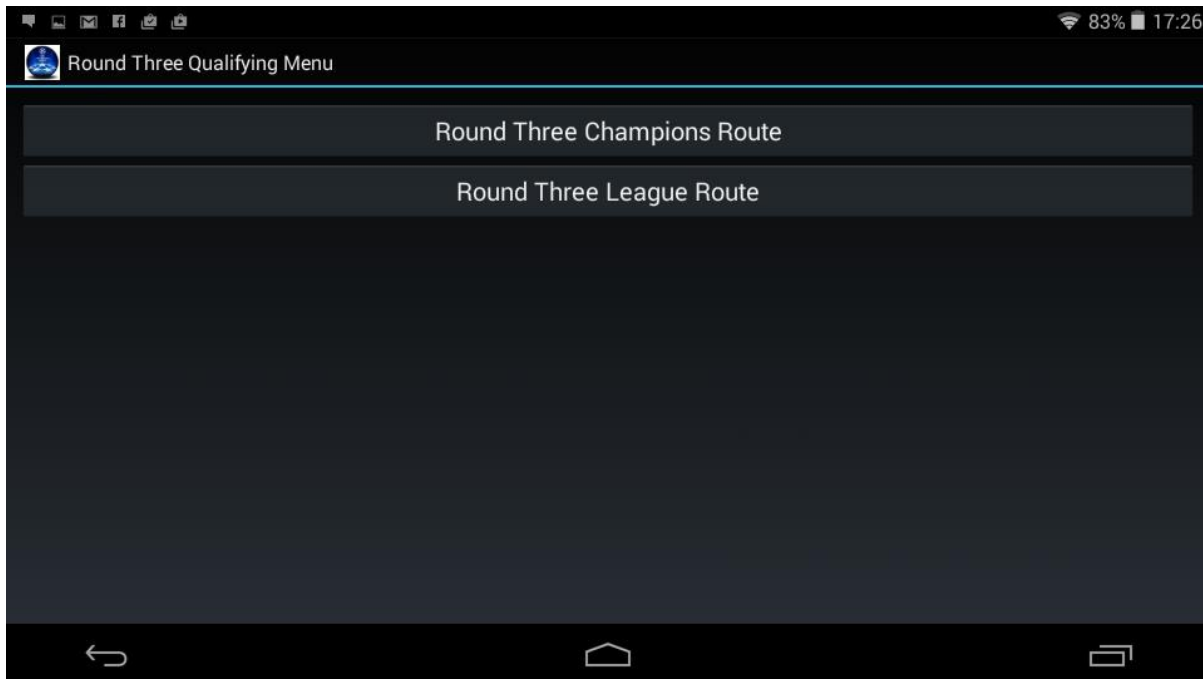 83% 17:26
Round Three Qualifying Menu
Round Three Champions Route
Round Three League Route